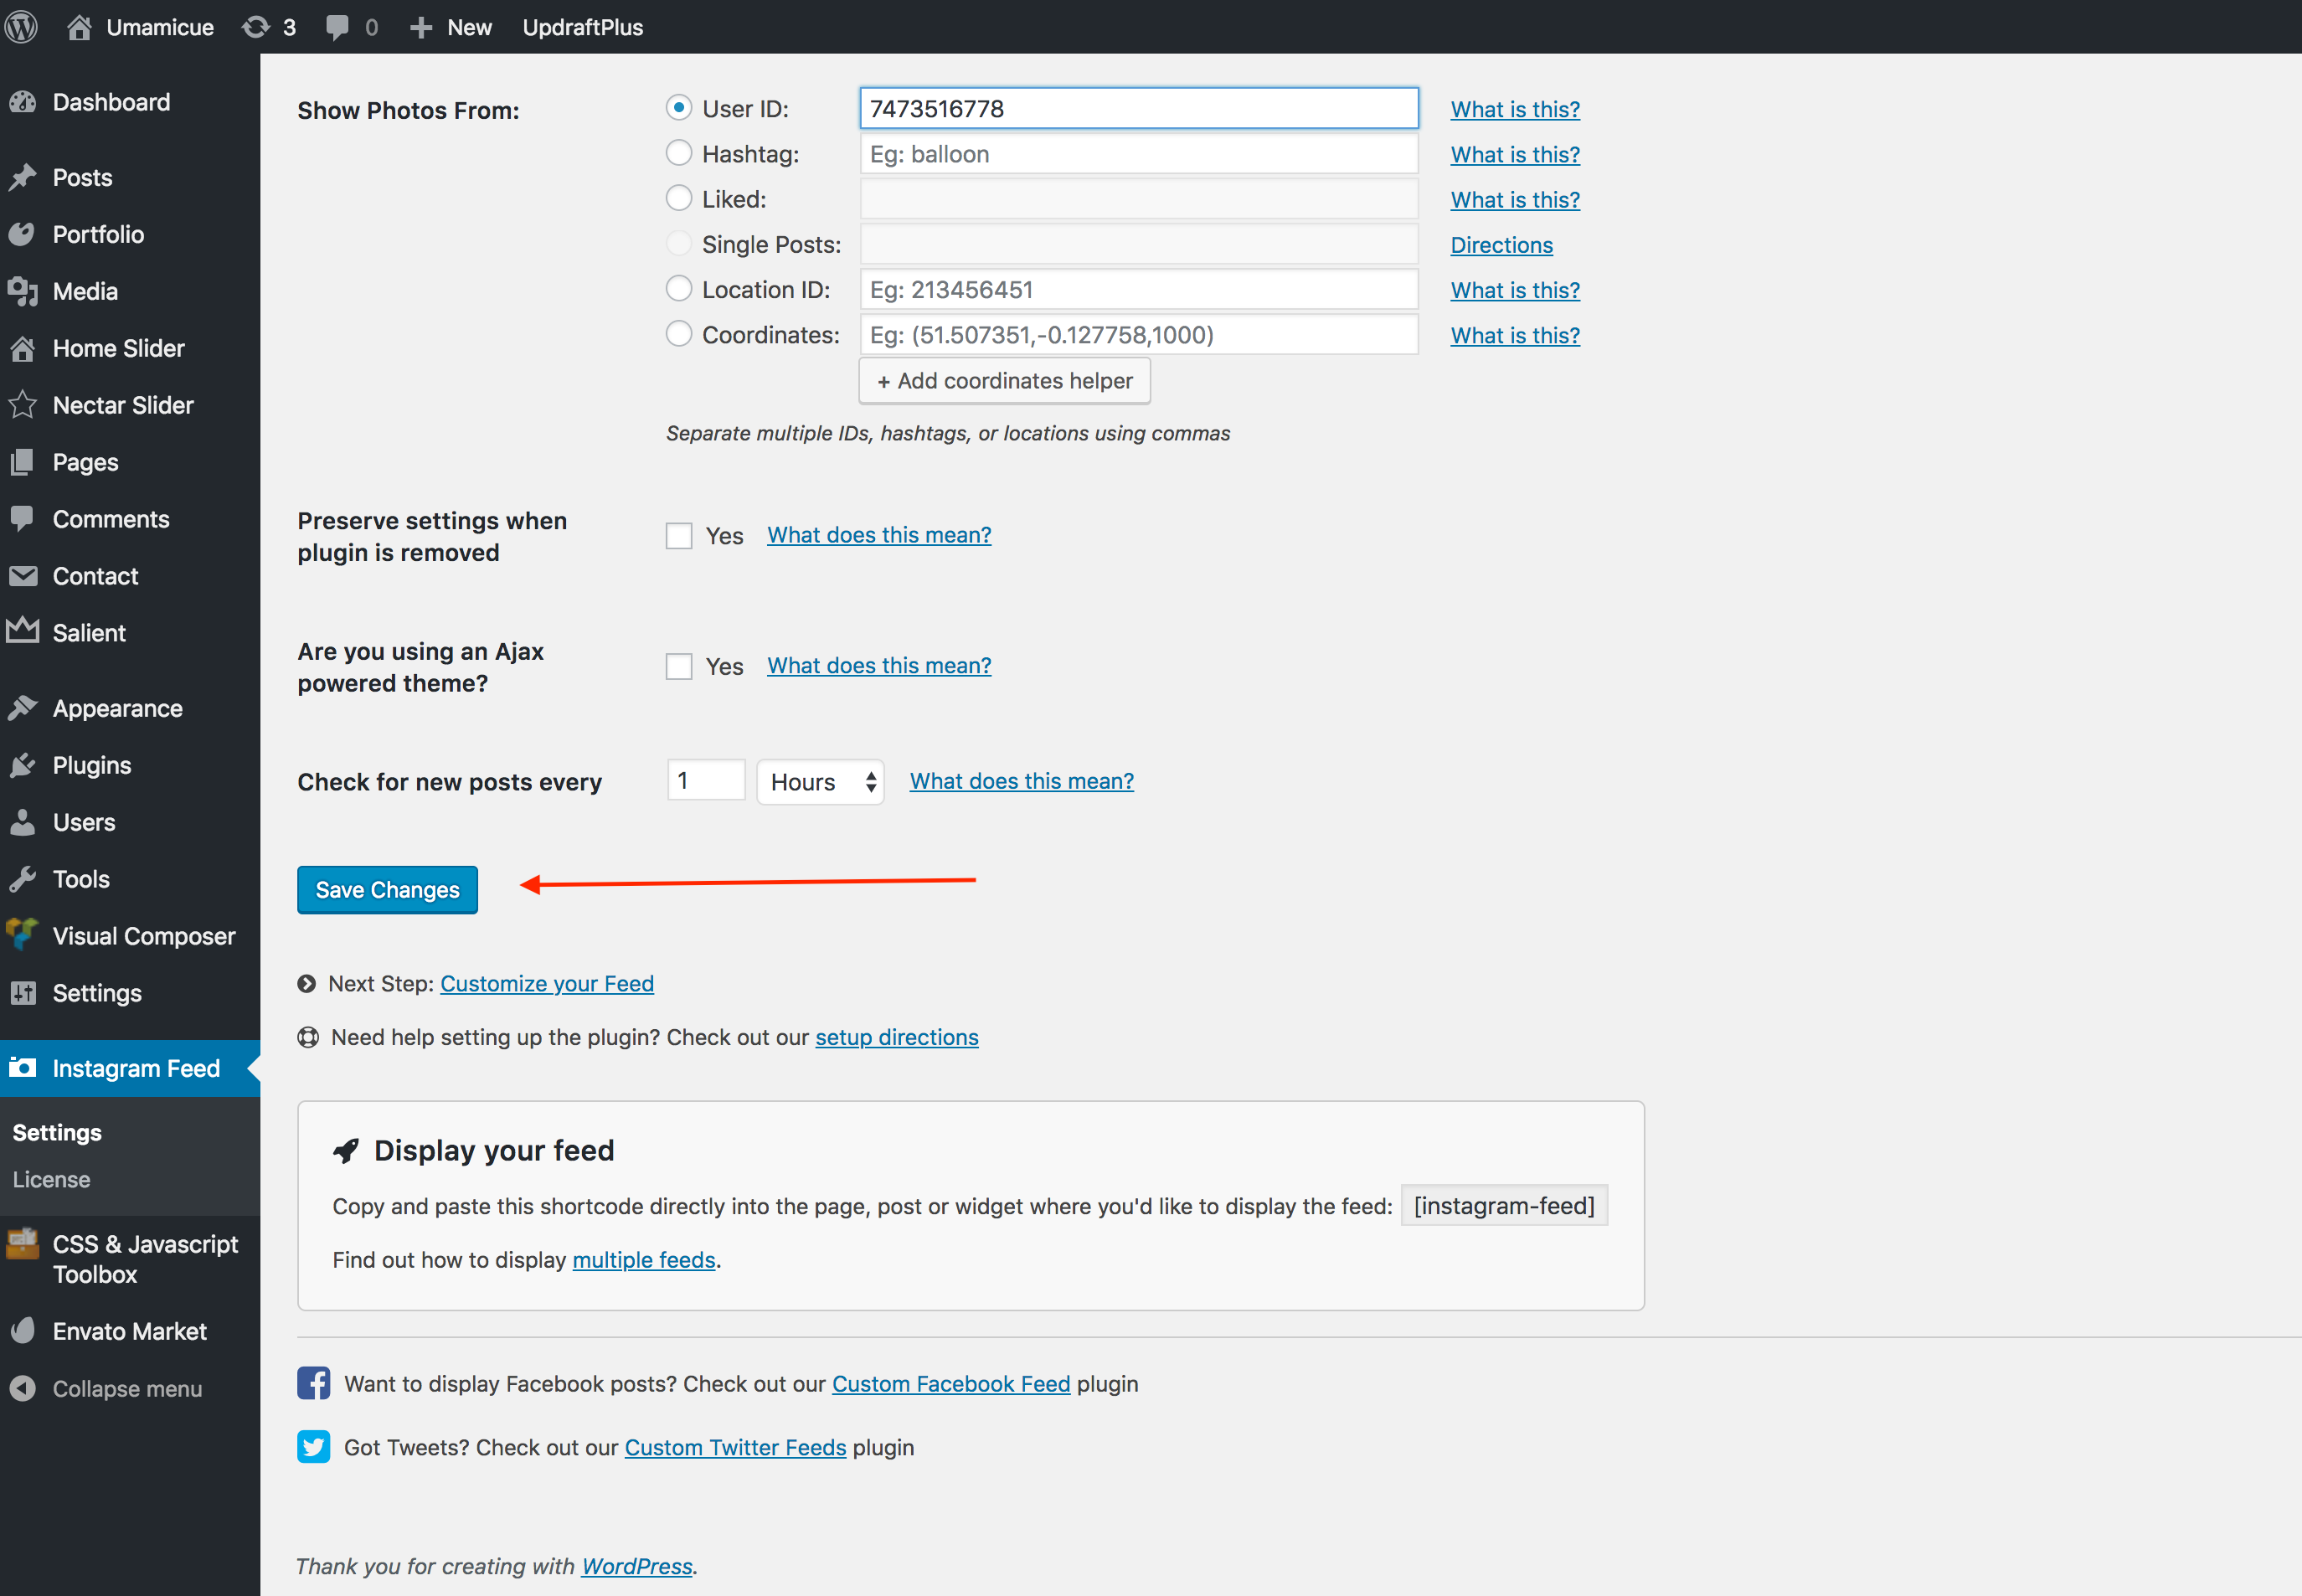 Umamicue 3 0 New UpdraftPlus
Dashboard
Posts
Portfolio
Media
Home Slider
Nectar Slider
Pages
Comments
Contact
Salient
Appearance
Plugins
Users
Tools
Visual Composer
Settings
Instagram Feed
Settings
License
CSS & Javascript
Toolbox
Envato Market
Collapse menu
Show Photos From:
User ID: 7473516778 What is this?
Hashtag: Eg: balloon What is this?
Liked: What is this?
Single Posts: Directions
Location ID: Eg: 213456451 What is this?
Coordinates: Eg: (51.507351,-0.127758,1000) What is this?
+ Add coordinates helper
Separate multiple IDs, hashtags, or locations using commas
Preserve settings when
plugin is removed
Yes What does this mean?
Are you using an Ajax
powered theme?
Yes What does this mean?
Check for new posts every 1 Hours What does this mean?
Save Changes
Next Step: Customize your Feed
Need help setting up the plugin? Check out our setup directions
Display your feed
Copy and paste this shortcode directly into the page, post or widget where you'd like to display the feed: [instagram-feed]
Find out how to display multiple feeds.
Want to display Facebook posts? Check out our Custom Facebook Feed plugin
Got Tweets? Check out our Custom Twitter Feeds plugin
Thank you for creating with WordPress.